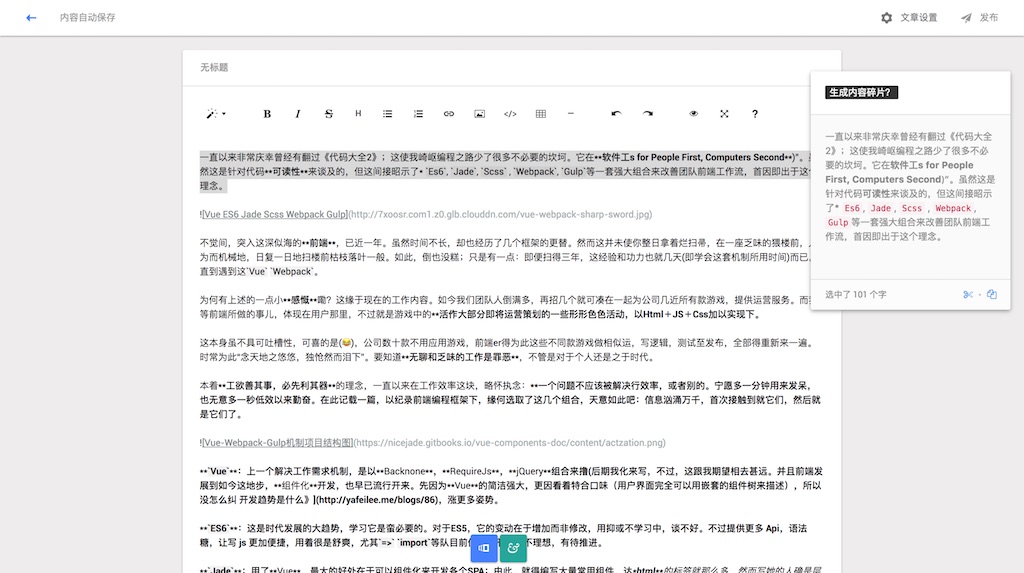 内容自动保存
文章设置
发布
无标题
B I S H </> ?
一直以来非常庆幸曾经有翻过《代码大全2》；这使我崎岖编程之路少了很多不必要的坎坷。它在**软件工s for People First, Computers Second**)"。虽
然这是针对代码**可读性**来谈及的，但这间接昭示了* `Es6`, `Jade`, `Scss` , `Webpack`, `Gulp`等一套强大组合来改善团队前端工作流，首因即出于这个
理念。
![Vue ES6 Jade Scss Webpack Gulp](http://7xoosr.com1.z0.glb.clouddn.com/vue-webpack-sharp-sword.jpg)
不觉间，突入这深似海的**前端**，已近一年。虽然时间不长，却也经历了几个框架的更替。然而这并未使你整日拿着烂扫帚，在一座乏味的猥楼前，
为而机械地，日复一日地扫楼前枯枝落叶一般。如此，倒也没糕：只是有一点：即便扫得三年，这经验和功力也就几天(即学会这套机制所用时间)而已。
直到遇到这`Vue` `Webpack`。
为何有上述的一点小**感慨**嘞？这缘于现在的工作内容。如今我们团队人倒满多，再招几个就可凑在一起为公司几近所有款游戏，提供运营服务。而
等前端所做的事儿，体现在用户那里，不过就是游戏中的**活作大部分即将运营策划的一些形形色色活动，以Html＋JS＋Css加以实现下。
这本身虽不具可吐槽性，可喜的是(😂)，公司数十款不用应用游戏，前端er得为此这些不同款游戏做相似运，写逻辑，测试至发布，全部得重新来一遍。
时常为此“念天地之悠悠，独怆然而泪下”。要知道**无聊和乏味的工作是罪恶**，不管是对于个人还是之于时代。
本着**工欲善其事，必先利其器**的理念，一直以来在工作效率这块，略怀执念：**一个问题不应该被解决行效率，或者别的。宁愿多一分钟用来发呆，
也无意多一秒低效以来勤奋。在此记载一篇，以纪录前端编程框架下，缘何选取了这几个组合，天意如此吧：信息汹涌万千，首次接触到就它们，然后就
是它们了。
![Vue-Webpack-Gulp机制项目结构图](https://nicejade.gitbooks.io/vue-components-doc/content/actzation.png)
**`Vue`**：上一个解决工作需求机制，是以**Backnone**，**RequireJs**，**jQuery**组合来撸(后期我化来写，不过，这跟我期望相去甚远。并且前端发
展到如今这地步，**组件化**开发，也早已流行开来。先因为**Vue**的简洁强大，更因看着特合口味（用户界面完全可以用嵌套的组件树来描述），所以
没怎么纠 开发趋势是什么》](http://yafeilee.me/blogs/86)，涨更多姿势。
**`ES6`**：这是时代发展的大趋势，学习它是蛮必要的。对于ES5，它的变动在于增加而非修改，用抑或不学习中，谈不好。不过提供更多 Api，语法
糖，让写 js 更加便捷，用着很是舒爽，尤其`=>` `import`等队目前 不理想，有待推进。
**`Jade`**：用了**Vue**，最大的好处在于可以组件化来开发各个SPA；由此，就得编写大量常用组件，达*html**的标签就那么多，然而写她的人确是层
生成内容碎片?
一直以来非常庆幸曾经有翻过《代码大全
2》；这使我崎岖编程之路少了很多不必
要的坎坷。它在软件工s for People
First, Computers Second)"。虽然这是
针对代码可读性来谈及的，但这间接昭示
了* Es6 , Jade , Scss , Webpack ,
Gulp 等一套强大组合来改善团队前端工
作流，首因即出于这个理念。
选中了 101 个字